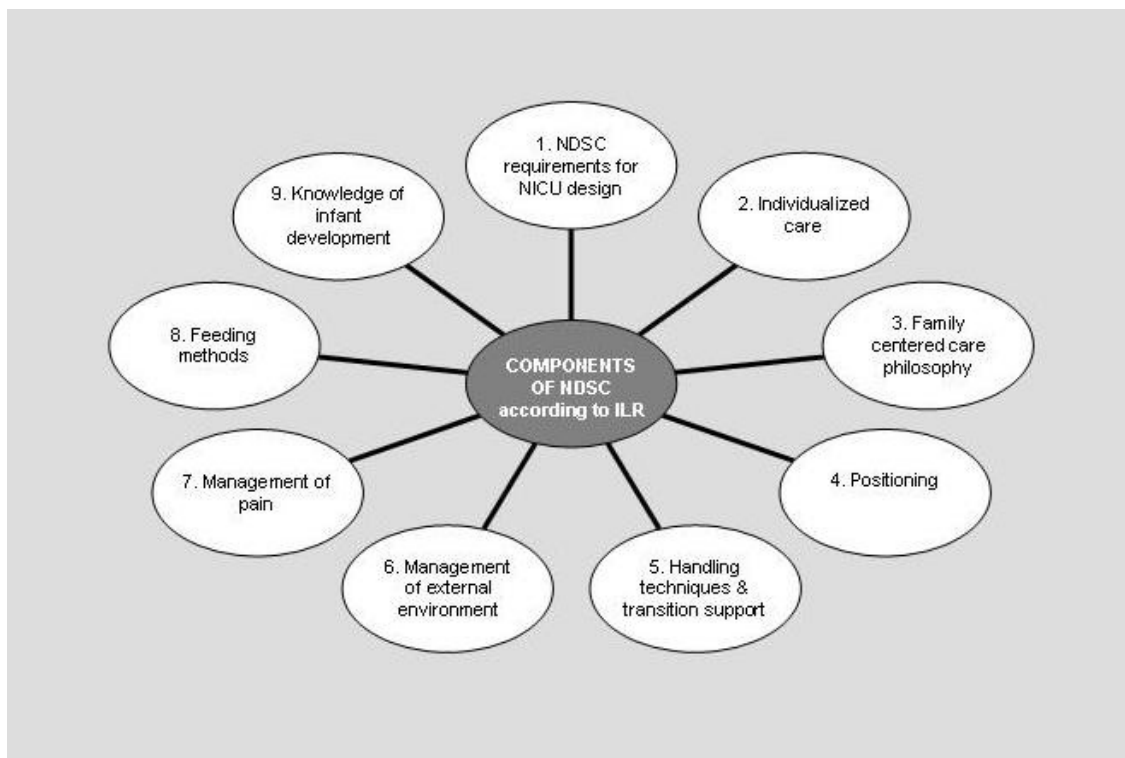 1. NDSC
requirements for
NICU design
2. Individualized
care
3. Family
centered care
philosophy
4. Positioning
5. Handling
techniques &
transition support
6. Management
of external
environment
7. Management of
pain
8. Feeding
methods
9. Knowledge of
infant
development
COMPONENTS
OF NDSC
according to ILR